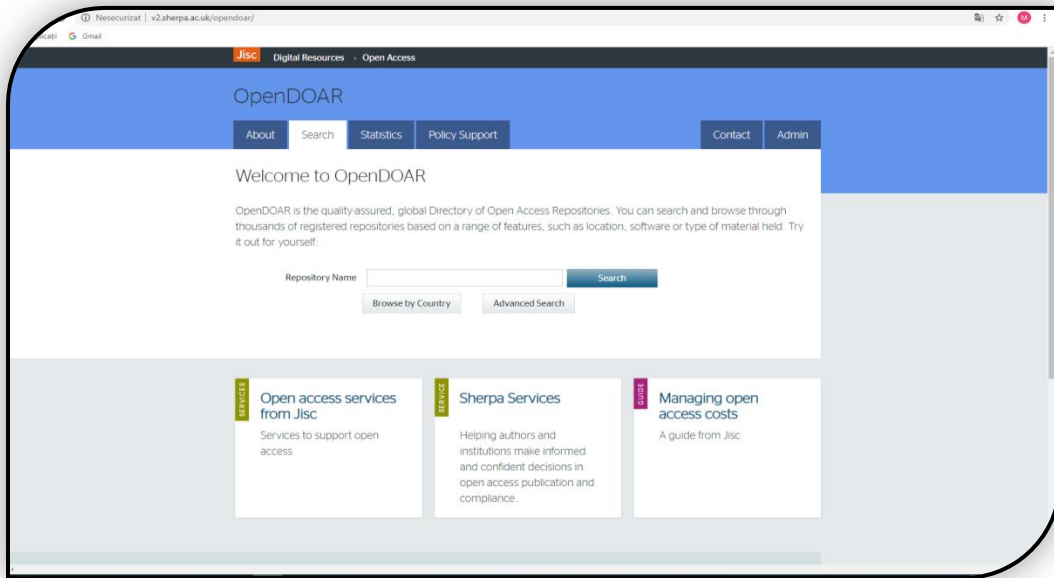 Nesecurizat | v2.sherpa.ac.uk/opendoar/
M
G Gmail
Jisc Digital Resources > Open Access
OpenDOAR
About Search Statistics Policy Support Contact Admin
Welcome to OpenDOAR
OpenDOAR is the quality-assured, global Directory of Open Access Repositories. You can search and browse through
thousands of registered repositories based on a range of features, such as location, software or type of material held. Try
it out for yourself:
Repository Name Search
Browse by Country Advanced Search
SERVICES
Open access services
from Jisc
Services to support open
access
SERVICE
Sherpa Services
Helping authors and
institutions make informed
and confident decisions in
open access publication and
compliance.
GUIDE
Managing open
access costs
A guide from Jisc